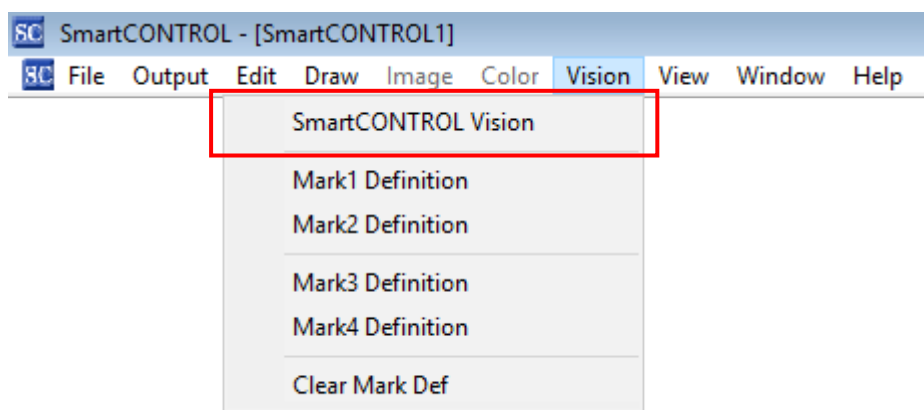 SC SmartCONTROL - [SmartCONTROL1]
SC File Output Edit Draw Image Color Vision View Window Help
SmartCONTROL Vision
Mark1 Definition
Mark2 Definition
Mark3 Definition
Mark4 Definition
Clear Mark Def